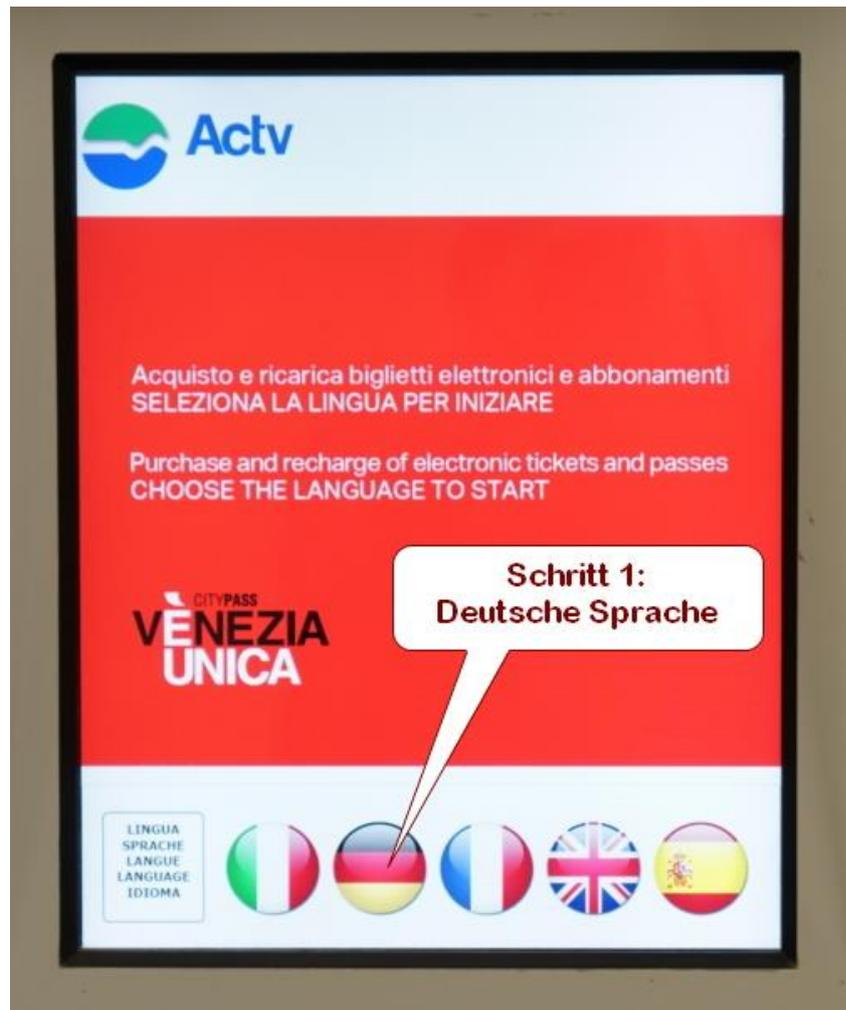 Actv
Acquisto e ricarica biglietti elettronici e abbonamenti
SELEZIONA LA LINGUA PER INIZIARE
Purchase and recharge of electronic tickets and passes
CHOOSE THE LANGUAGE TO START
Schritt 1:
Deutsche Sprache
CITYPASS
VÈNEZIA
UNICA
LINGUA
SPRACHE
LANGUE
LANGUAGE
IDIOMA